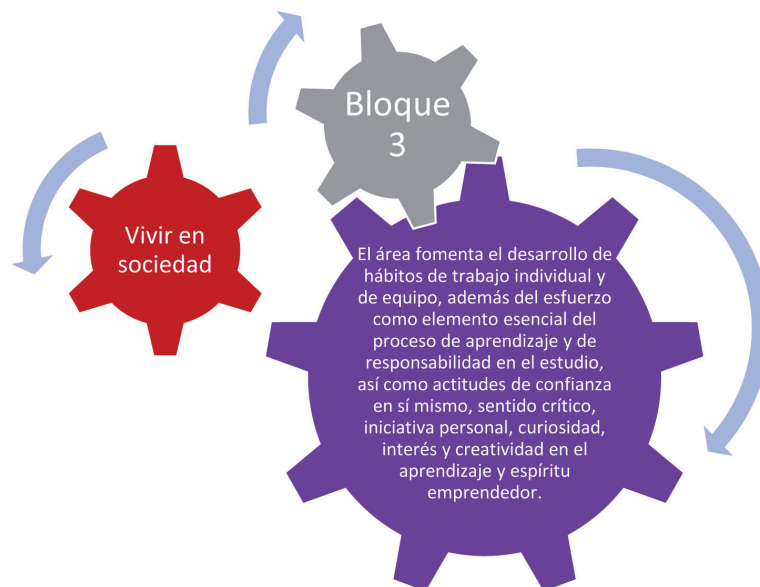 Bloque
3
Vivir en
sociedad
El área fomenta el desarrollo de
hábitos de trabajo individual y
de equipo, además del esfuerzo
como elemento esencial del
proceso de aprendizaje y de
responsabilidad en el estudio,
así como actitudes de confianza
en sí mismo, sentido crítico,
iniciativa personal, curiosidad,
interés y creatividad en el
aprendizaje y espíritu
emprendedor.